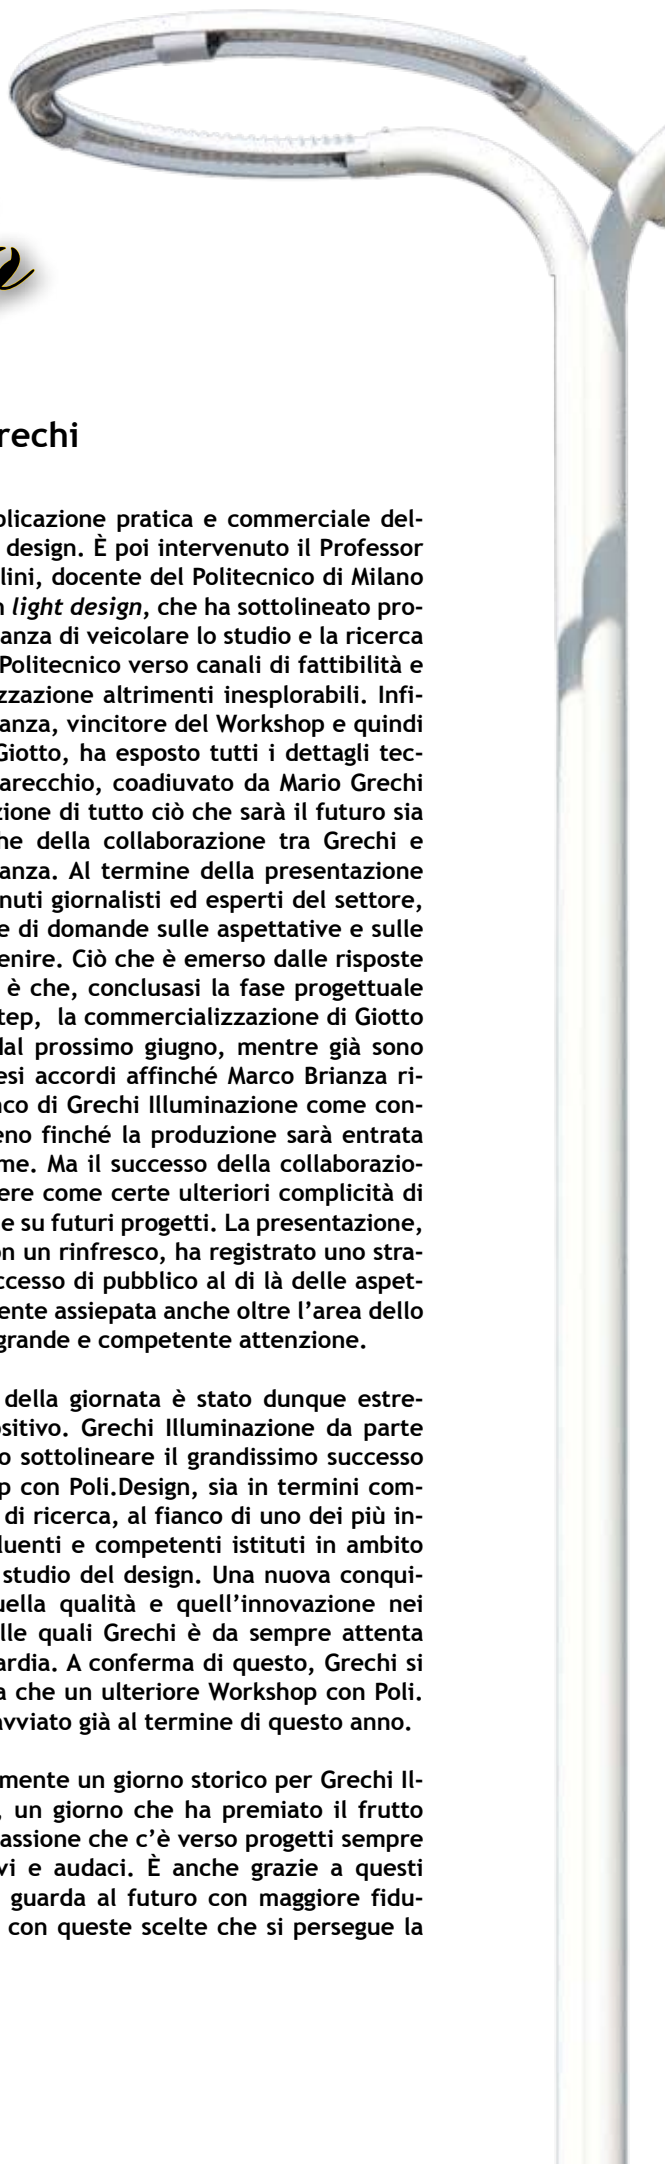 rechi
plicazione pratica e commerciale del-
design. È poi intervenuto il Professor
lini, docente del Politecnico di Milano
light design, che ha sottolineato pro-
anza di veicolare lo studio e la ricerca
Politecnico verso canali di fattibilità e
zzazione altrimenti inesplorabili. Infi-
anza, vincitore del Workshop e quindi
Giotto, ha esposto tutti i dettagli tec-
arecchio, coadiuvato da Mario Grechi
zione di tutto ciò che sarà il futuro sia
he della collaborazione tra Grechi e
anza. Al termine della presentazione
nuti giornalisti ed esperti del settore,
e di domande sulle aspettative e sulle
enire. Ciò che è emerso dalle risposte
è che, conclusasi la fase progettuale
tep, la commercializzazione di Giotto
dal prossimo giugno, mentre già sono
esi accordi affinché Marco Brianza ri-
nco di Grechi Illuminazione come con-
eno finché la produzione sarà entrata
me. Ma il successo della collaborazio-
ere come certe ulteriori complicità di
e su futuri progetti. La presentazione,
on un rinfresco, ha registrato uno stra-
ccesso di pubblico al di là delle aspet-
ente assiepata anche oltre l'area dello
grande e competente attenzione.
della giornata è stato dunque estre-
ositivo. Grechi Illuminazione da parte
o sottolineare il grandissimo successo
p con Poli.Design, sia in termini com-
di ricerca, al fianco di uno dei più in-
luenti e competenti istituti in ambito
studio del design. Una nuova conqui-
uella qualità e quell'innovazione nei
lle quali Grechi è da sempre attenta
ardia. A conferma di questo, Grechi si
a che un ulteriore Workshop con Poli.
avviato già al termine di questo anno.
mente un giorno storico per Grechi Il-
, un giorno che ha premiato il frutto
assione che c'è verso progetti sempre
vi e audaci. È anche grazie a questi
guarda al futuro con maggiore fidu-
con queste scelte che si persegue la